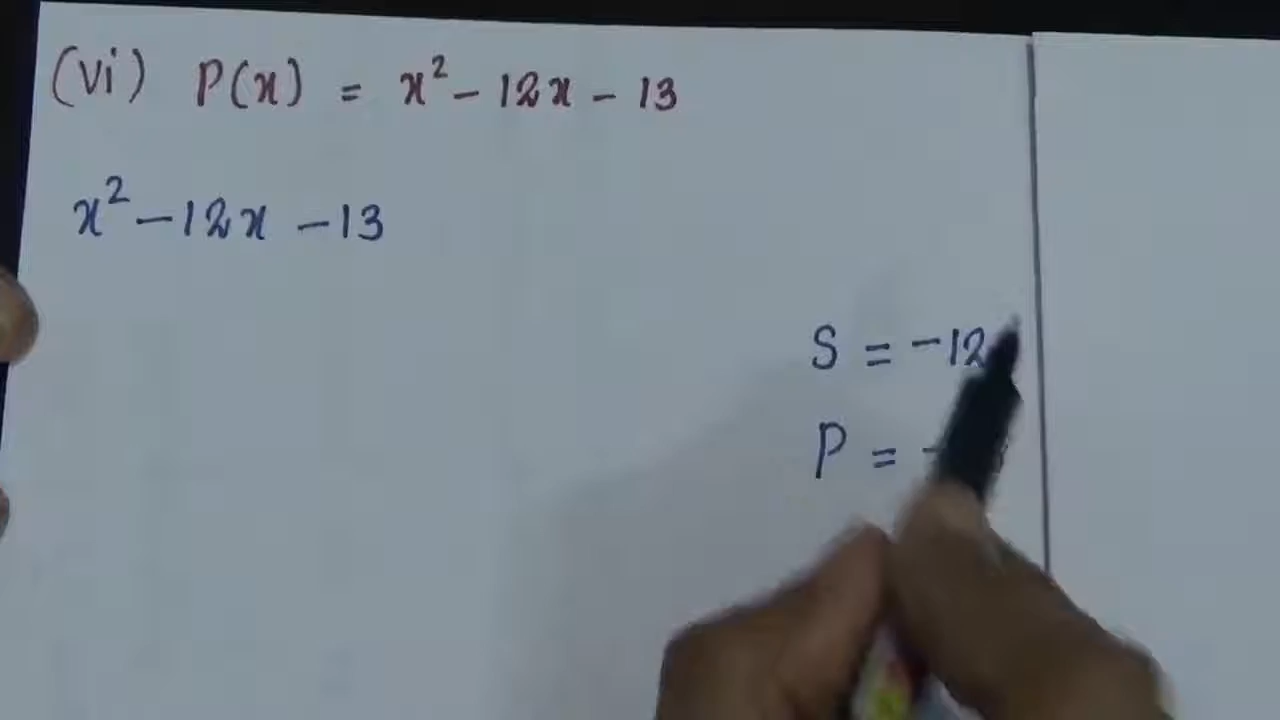 (vi) P(x) = x² - 12x - 13
x² - 12x - 13
S = -12
P = -